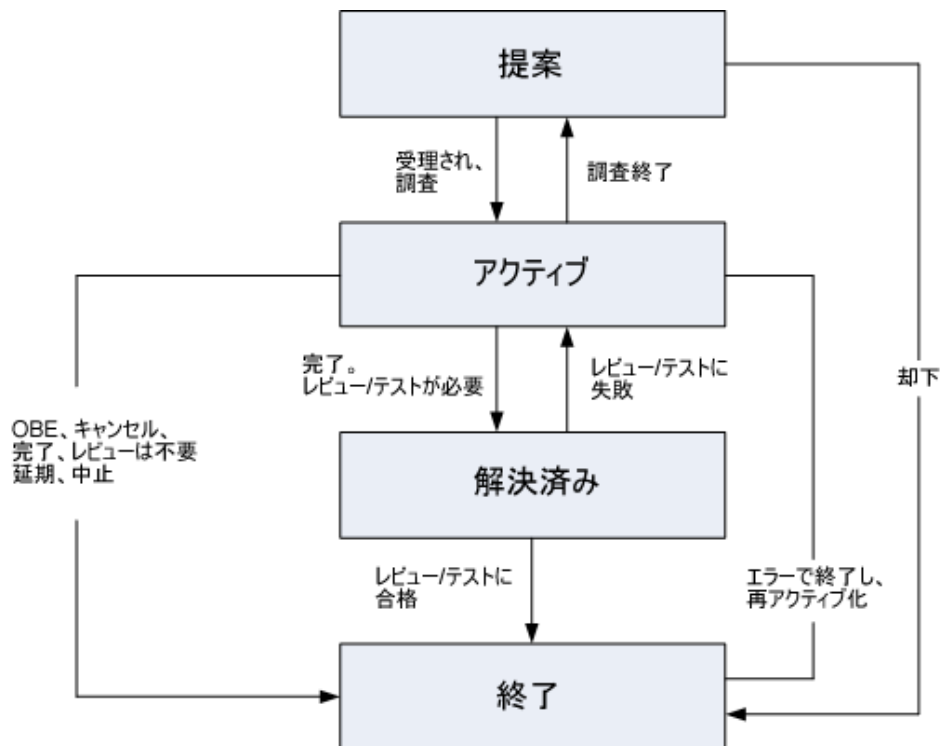 提案
受理され、
調査
調査終了
アクティブ
完了。
レビュー/テストが必要
レビュー/テストに
失敗
却下
OBE、キャンセル、
完了、レビューは不要
延期、中止
解決済み
レビュー/テストに
合格
エラーで終了し、
再アクティブ化
終了